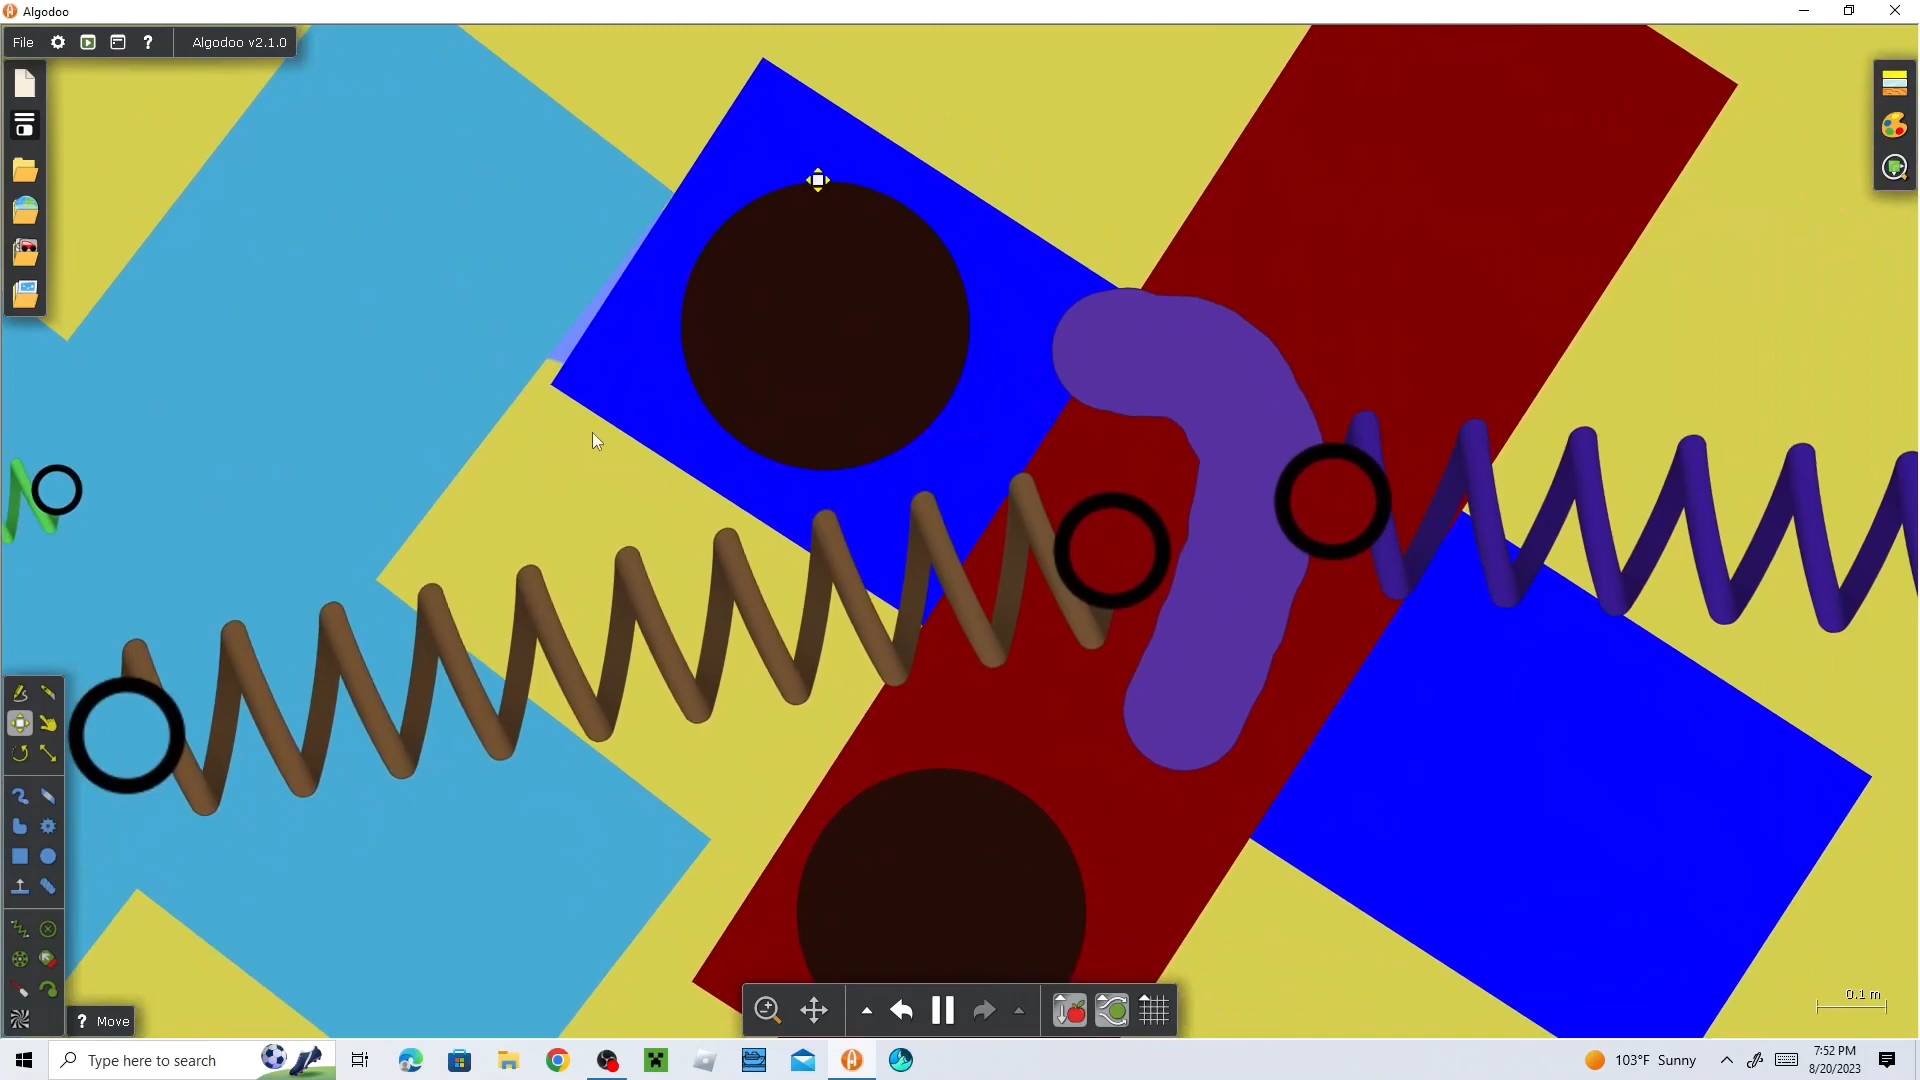 Algodoo
File ? Algodoo v2.1.0
0.1 m
? Move
Type here to search
103°F Sunny
7:52 PM
8/20/2023